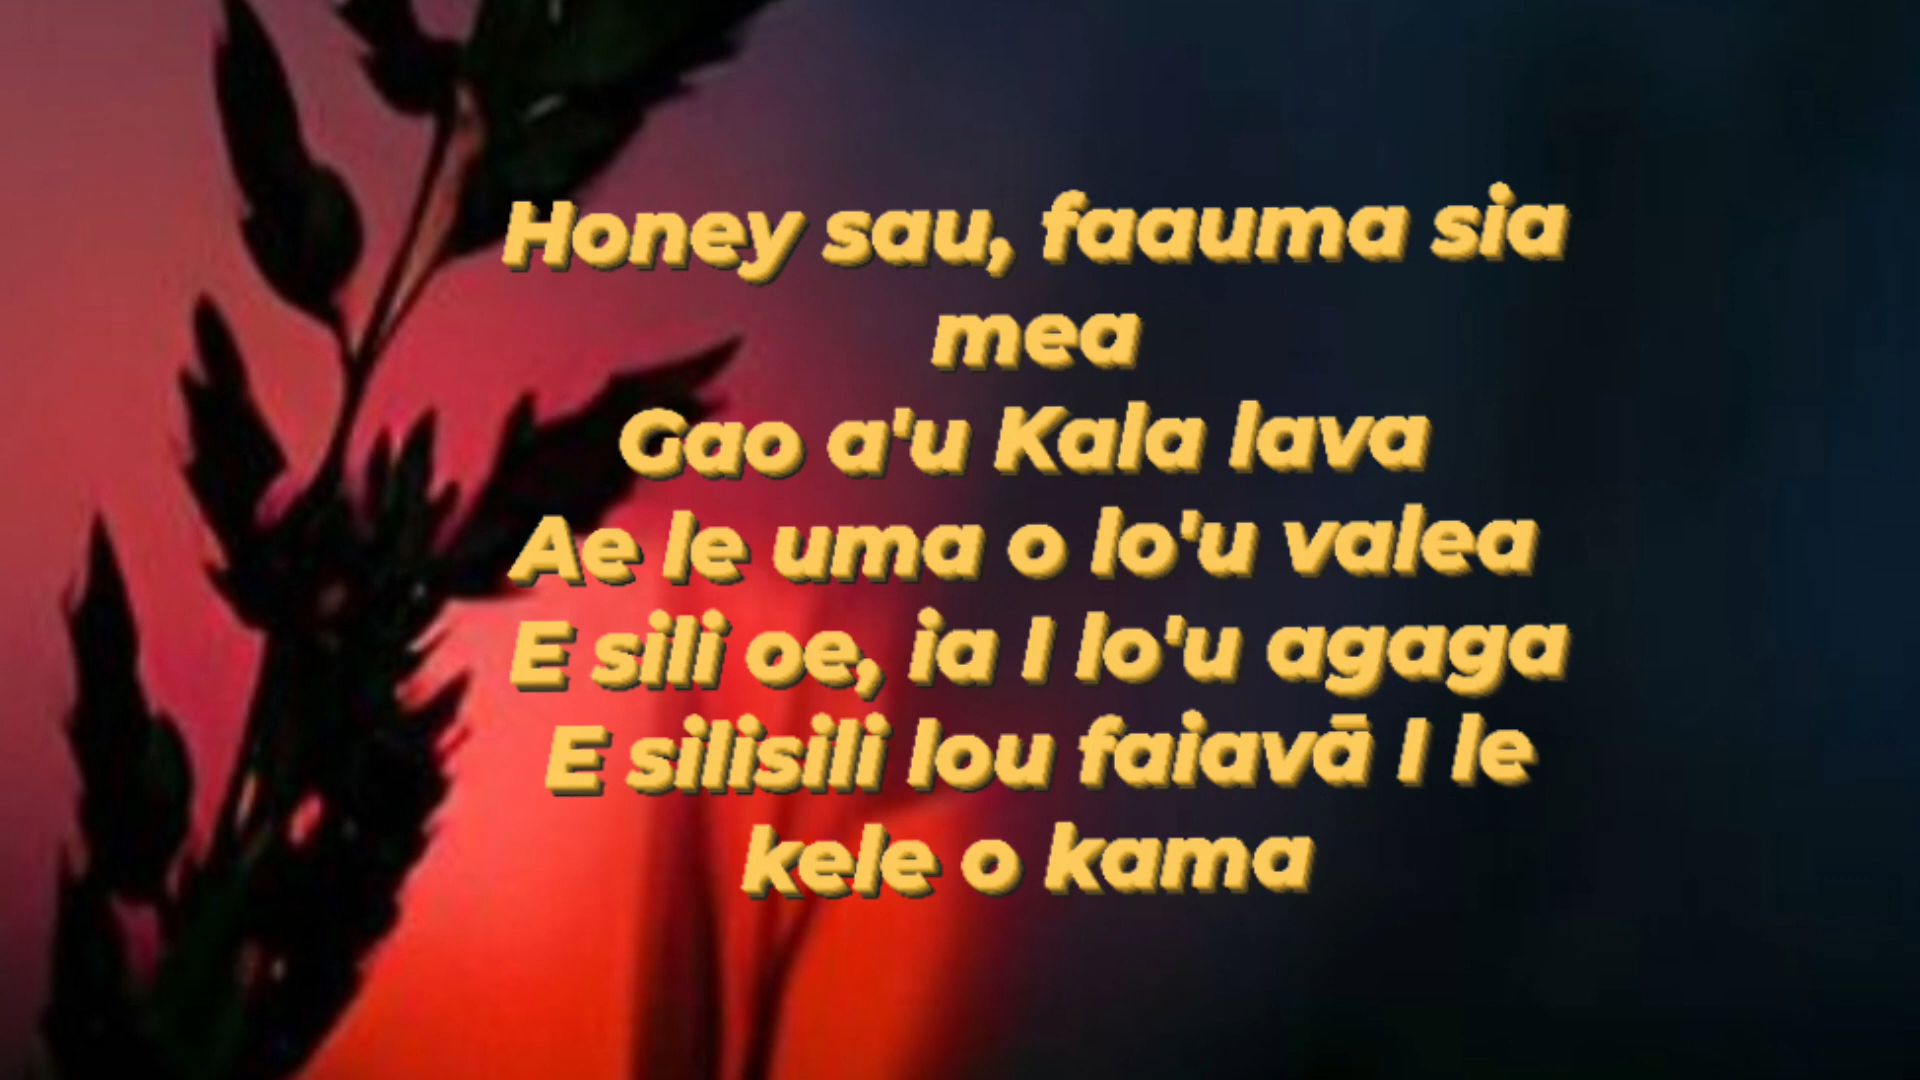 Honey sau, faauma sia
mea
Gao a'u Kala lava
Ae le uma o lo'u valea
E sili oe, ia I lo'u agaga
E silisili lou faiavā I le
kele o kama